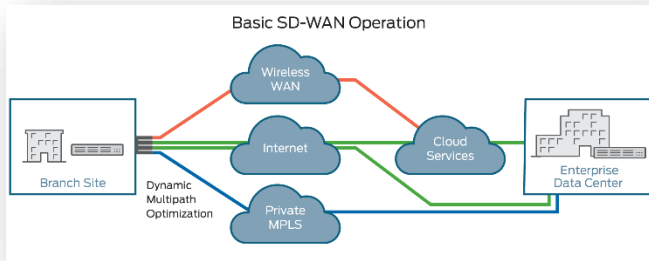 Basic SD-WAN Operation
Wireless
WAN
Internet
Cloud
Services
Branch Site
Enterprise
Data Center
Dynamic
Multipath
Optimization
Private
MPLS